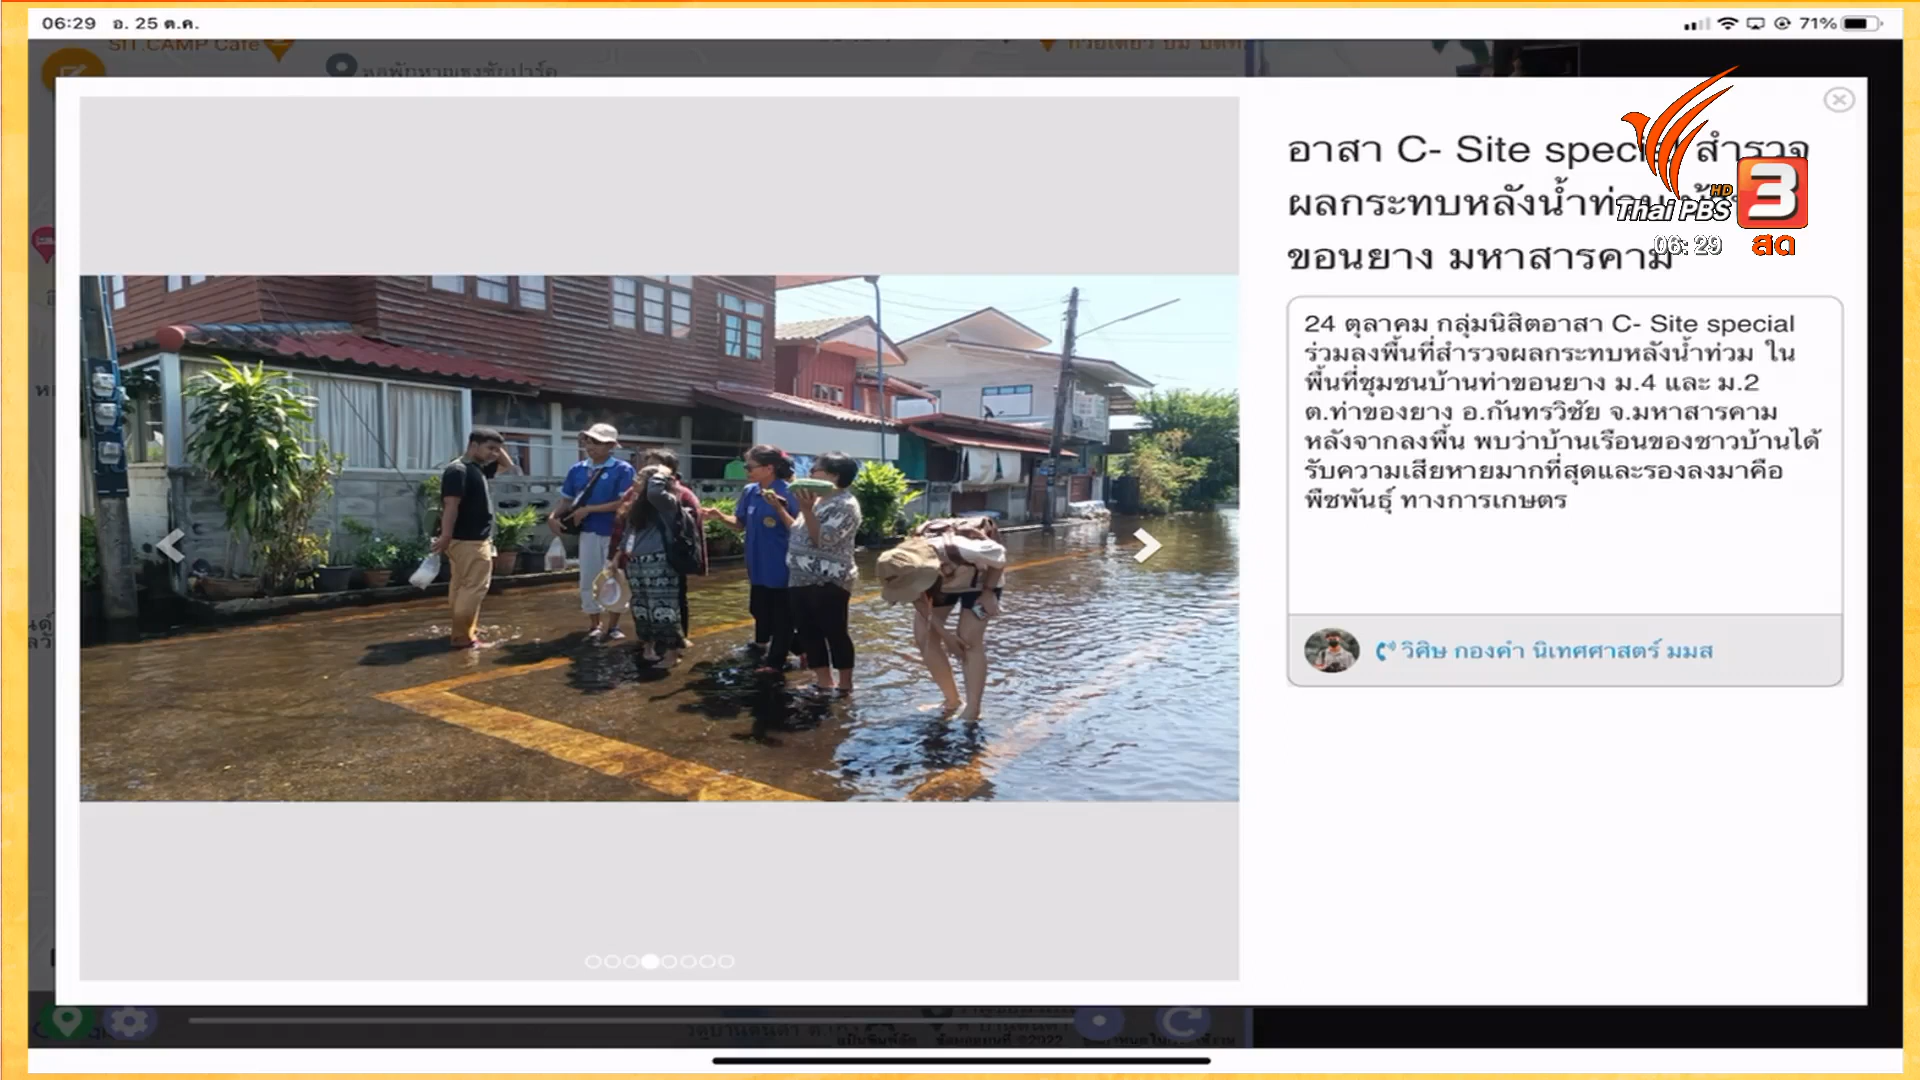 06:29 อ. 25 ต.ค.
71%
SIT.CAMP Cafe
อาสา C- Site special สำรวจ
ผลกระทบหลังน้ำท่วม
ขอนยาง มหาสารคาม
HD
Thai PBS 3
06:29 สด
24 ตุลาคม กลุ่มนิสิตอาสา C- Site special
ร่วมลงพื้นที่สำรวจผลกระทบหลังน้ำท่วม ใน
พื้นที่ชุมชนบ้านท่าขอนยาง ม.4 และ ม.2
ต.ท่าของยาง อ.กันทรวิชัย จ.มหาสารคาม
หลังจากลงพื้น พบว่าบ้านเรือนของชาวบ้านได้
รับความเสียหายมากที่สุดและรองลงมาคือ
พืชพันธุ์ ทางการเกษตร
วิศิษ กองคำ นิเทศศาสตร์ มมส